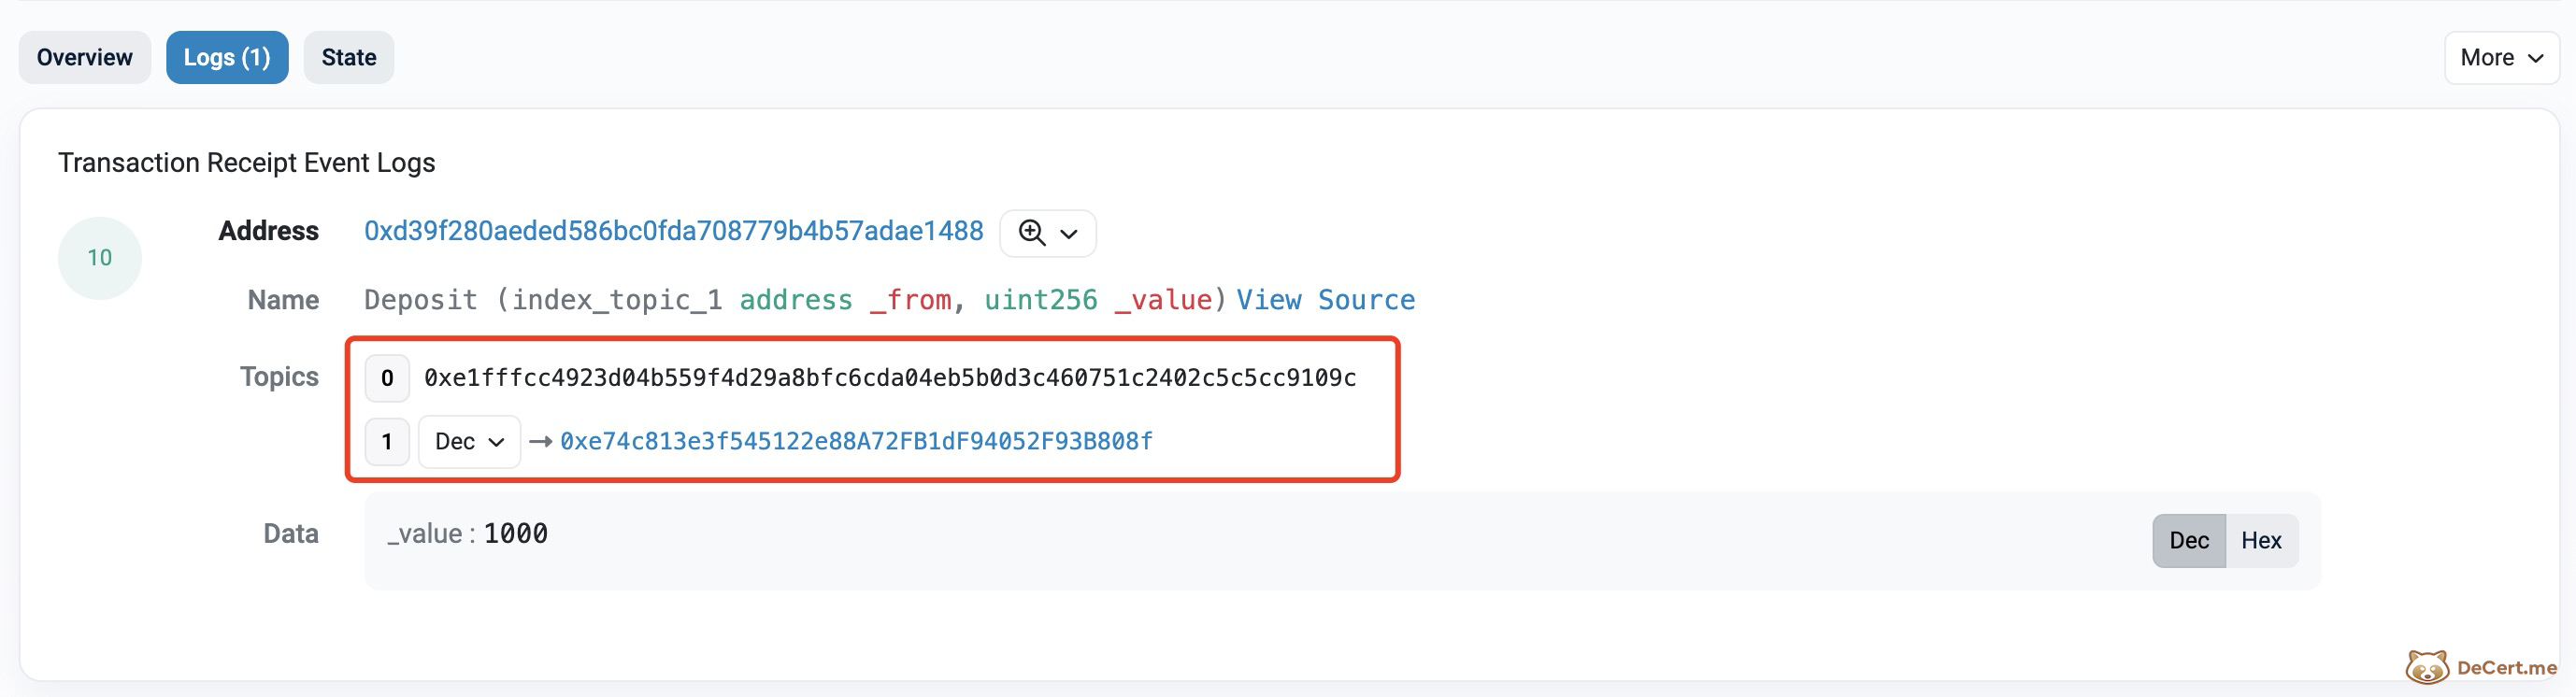 Overview Logs (1) State More
Transaction Receipt Event Logs
10
Address 0xd39f280aeded586bc0fda708779b4b57adae1488
Name Deposit (index_topic_1 address _from, uint256 _value) View Source
Topics 0 0xe1fffcc4923d04b559f4d29a8bfc6cda04eb5b0d3c460751c2402c5c5cc9109c
1 Dec → 0xe74c813e3f545122e88A72FB1dF94052F93B808f
Data _value : 1000 Dec Hex
DeCert.me